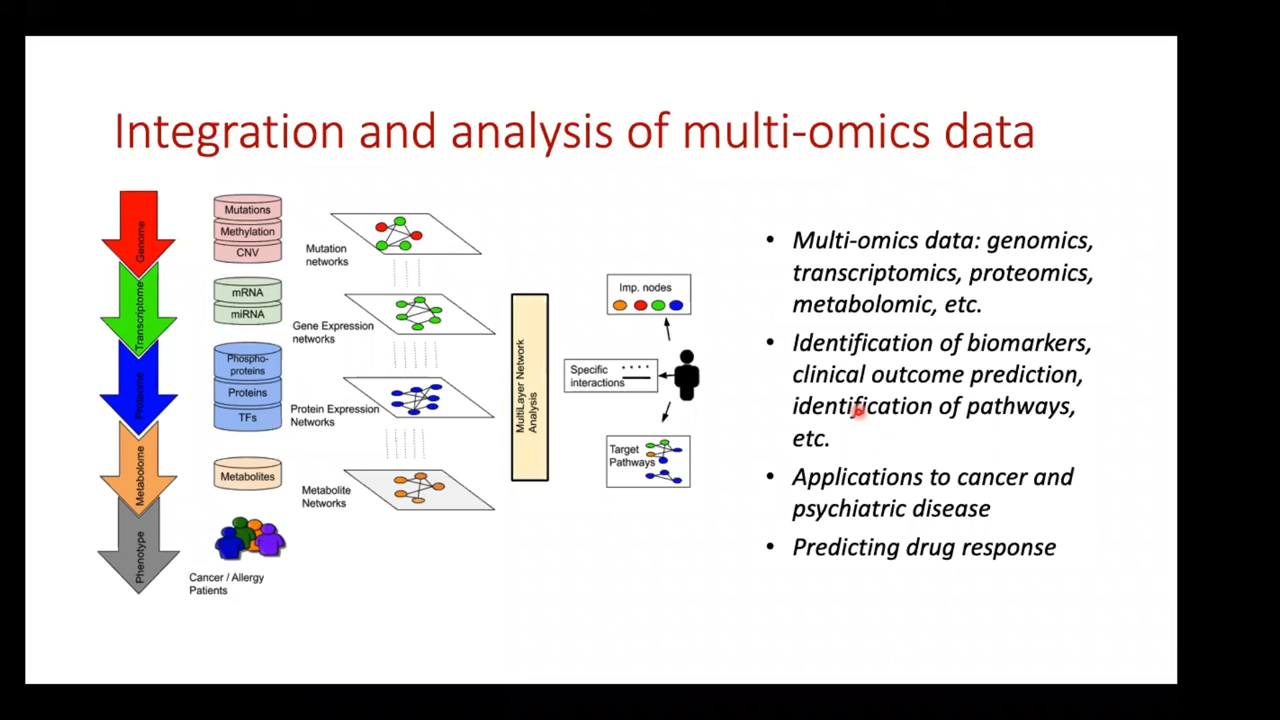 Integration and analysis of multi-omics data
Genome
Transcriptome
Proteome
Metabolome
Phenotype
Mutations
Methylation
CNV
mRNA
miRNA
Phospho-
proteins
Proteins
TFs
Metabolites
Cancer / Allergy
Patients
Mutation
networks
Gene Expression
networks
Protein Expression
Networks
Metabolite
Networks
MultiLayer Network
Analysis
Imp. nodes
Specific
interactions
Target
Pathways
• Multi-omics data: genomics,
transcriptomics, proteomics,
metabolomic, etc.
• Identification of biomarkers,
clinical outcome prediction,
identification of pathways,
etc.
• Applications to cancer and
psychiatric disease
• Predicting drug response